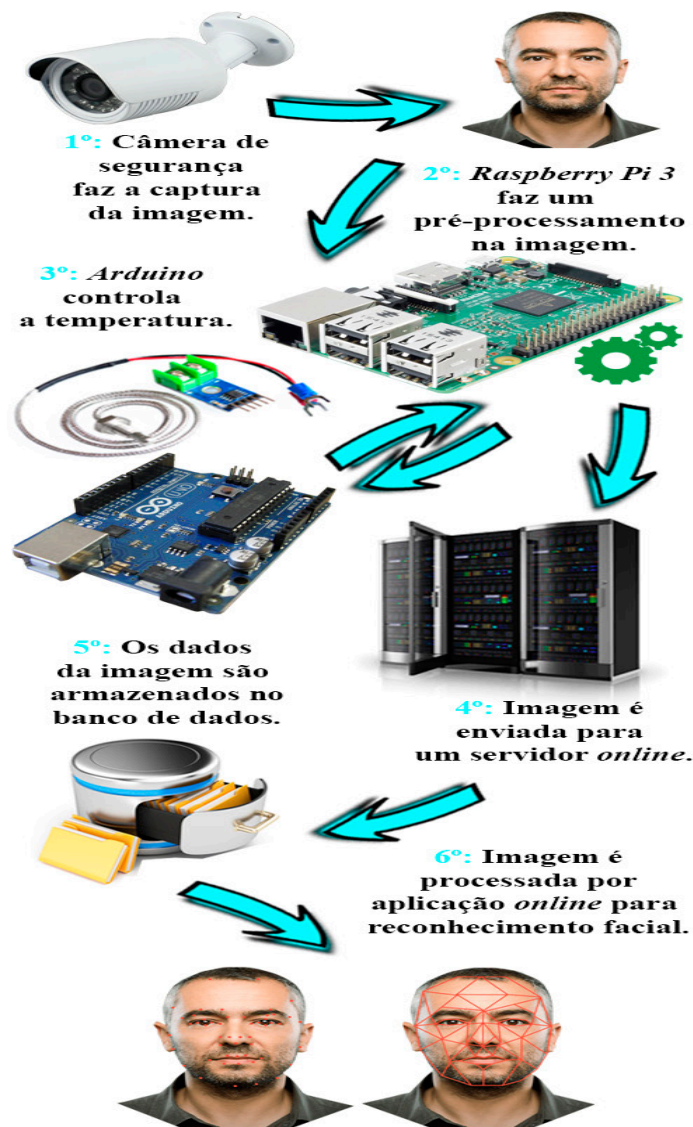 1º: Câmera de
segurança
faz a captura
da imagem.
2º: Raspberry Pi 3
faz um
pré-processamento
na imagem.
3º: Arduino
controla
a temperatura.
ARDUINO
UNO
5º: Os dados
da imagem são
armazenados no
banco de dados.
4º: Imagem é
enviada para
um servidor online.
6º: Imagem é
processada por
aplicação online para
reconhecimento facial.